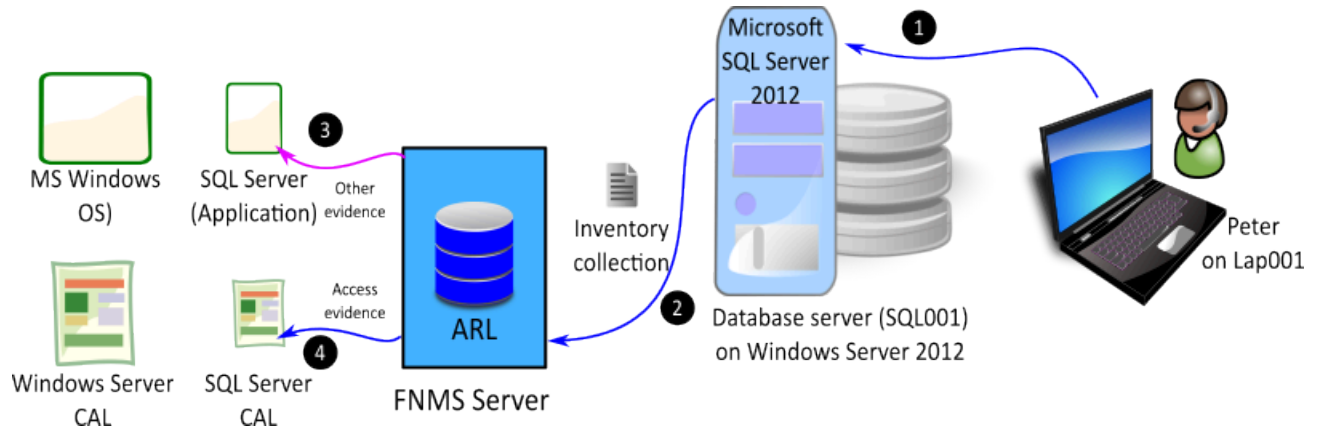 1
Microsoft
SQL Server
2012
3
MS Windows
OS)
SQL Server
(Application)
Other
evidence
Inventory
collection
Peter
on Lap001
Access
evidence
2
ARL
4
Database server (SQL001)
on Windows Server 2012
Windows Server
CAL
SQL Server
CAL
FNMS Server